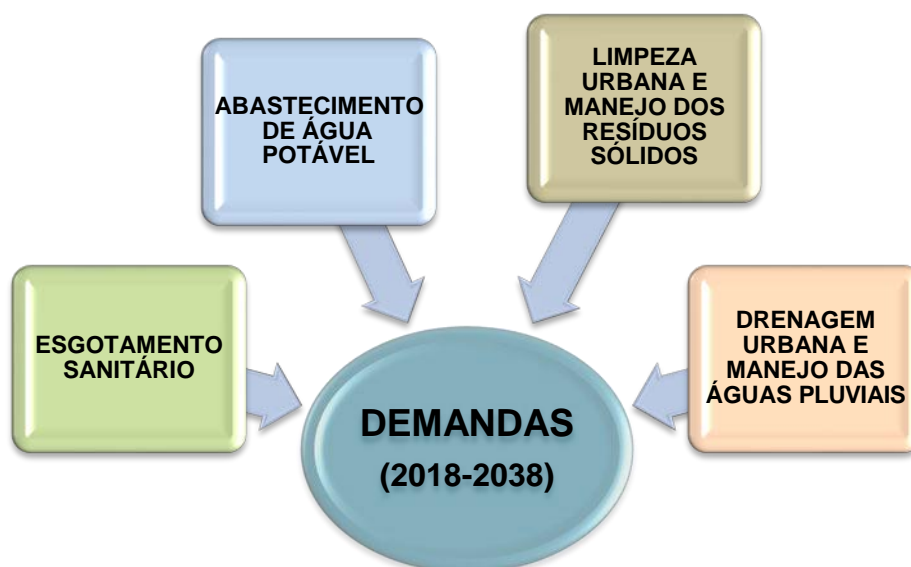 ESGOTAMENTO
SANITÁRIO
ABASTECIMENTO
DE ÁGUA
POTÁVEL
LIMPEZA
URBANA E
MANEJO DOS
RESÍDUOS
SÓLIDOS
DRENAGEM
URBANA E
MANEJO DAS
ÁGUAS PLUVIAIS
DEMANDAS
(2018-2038)